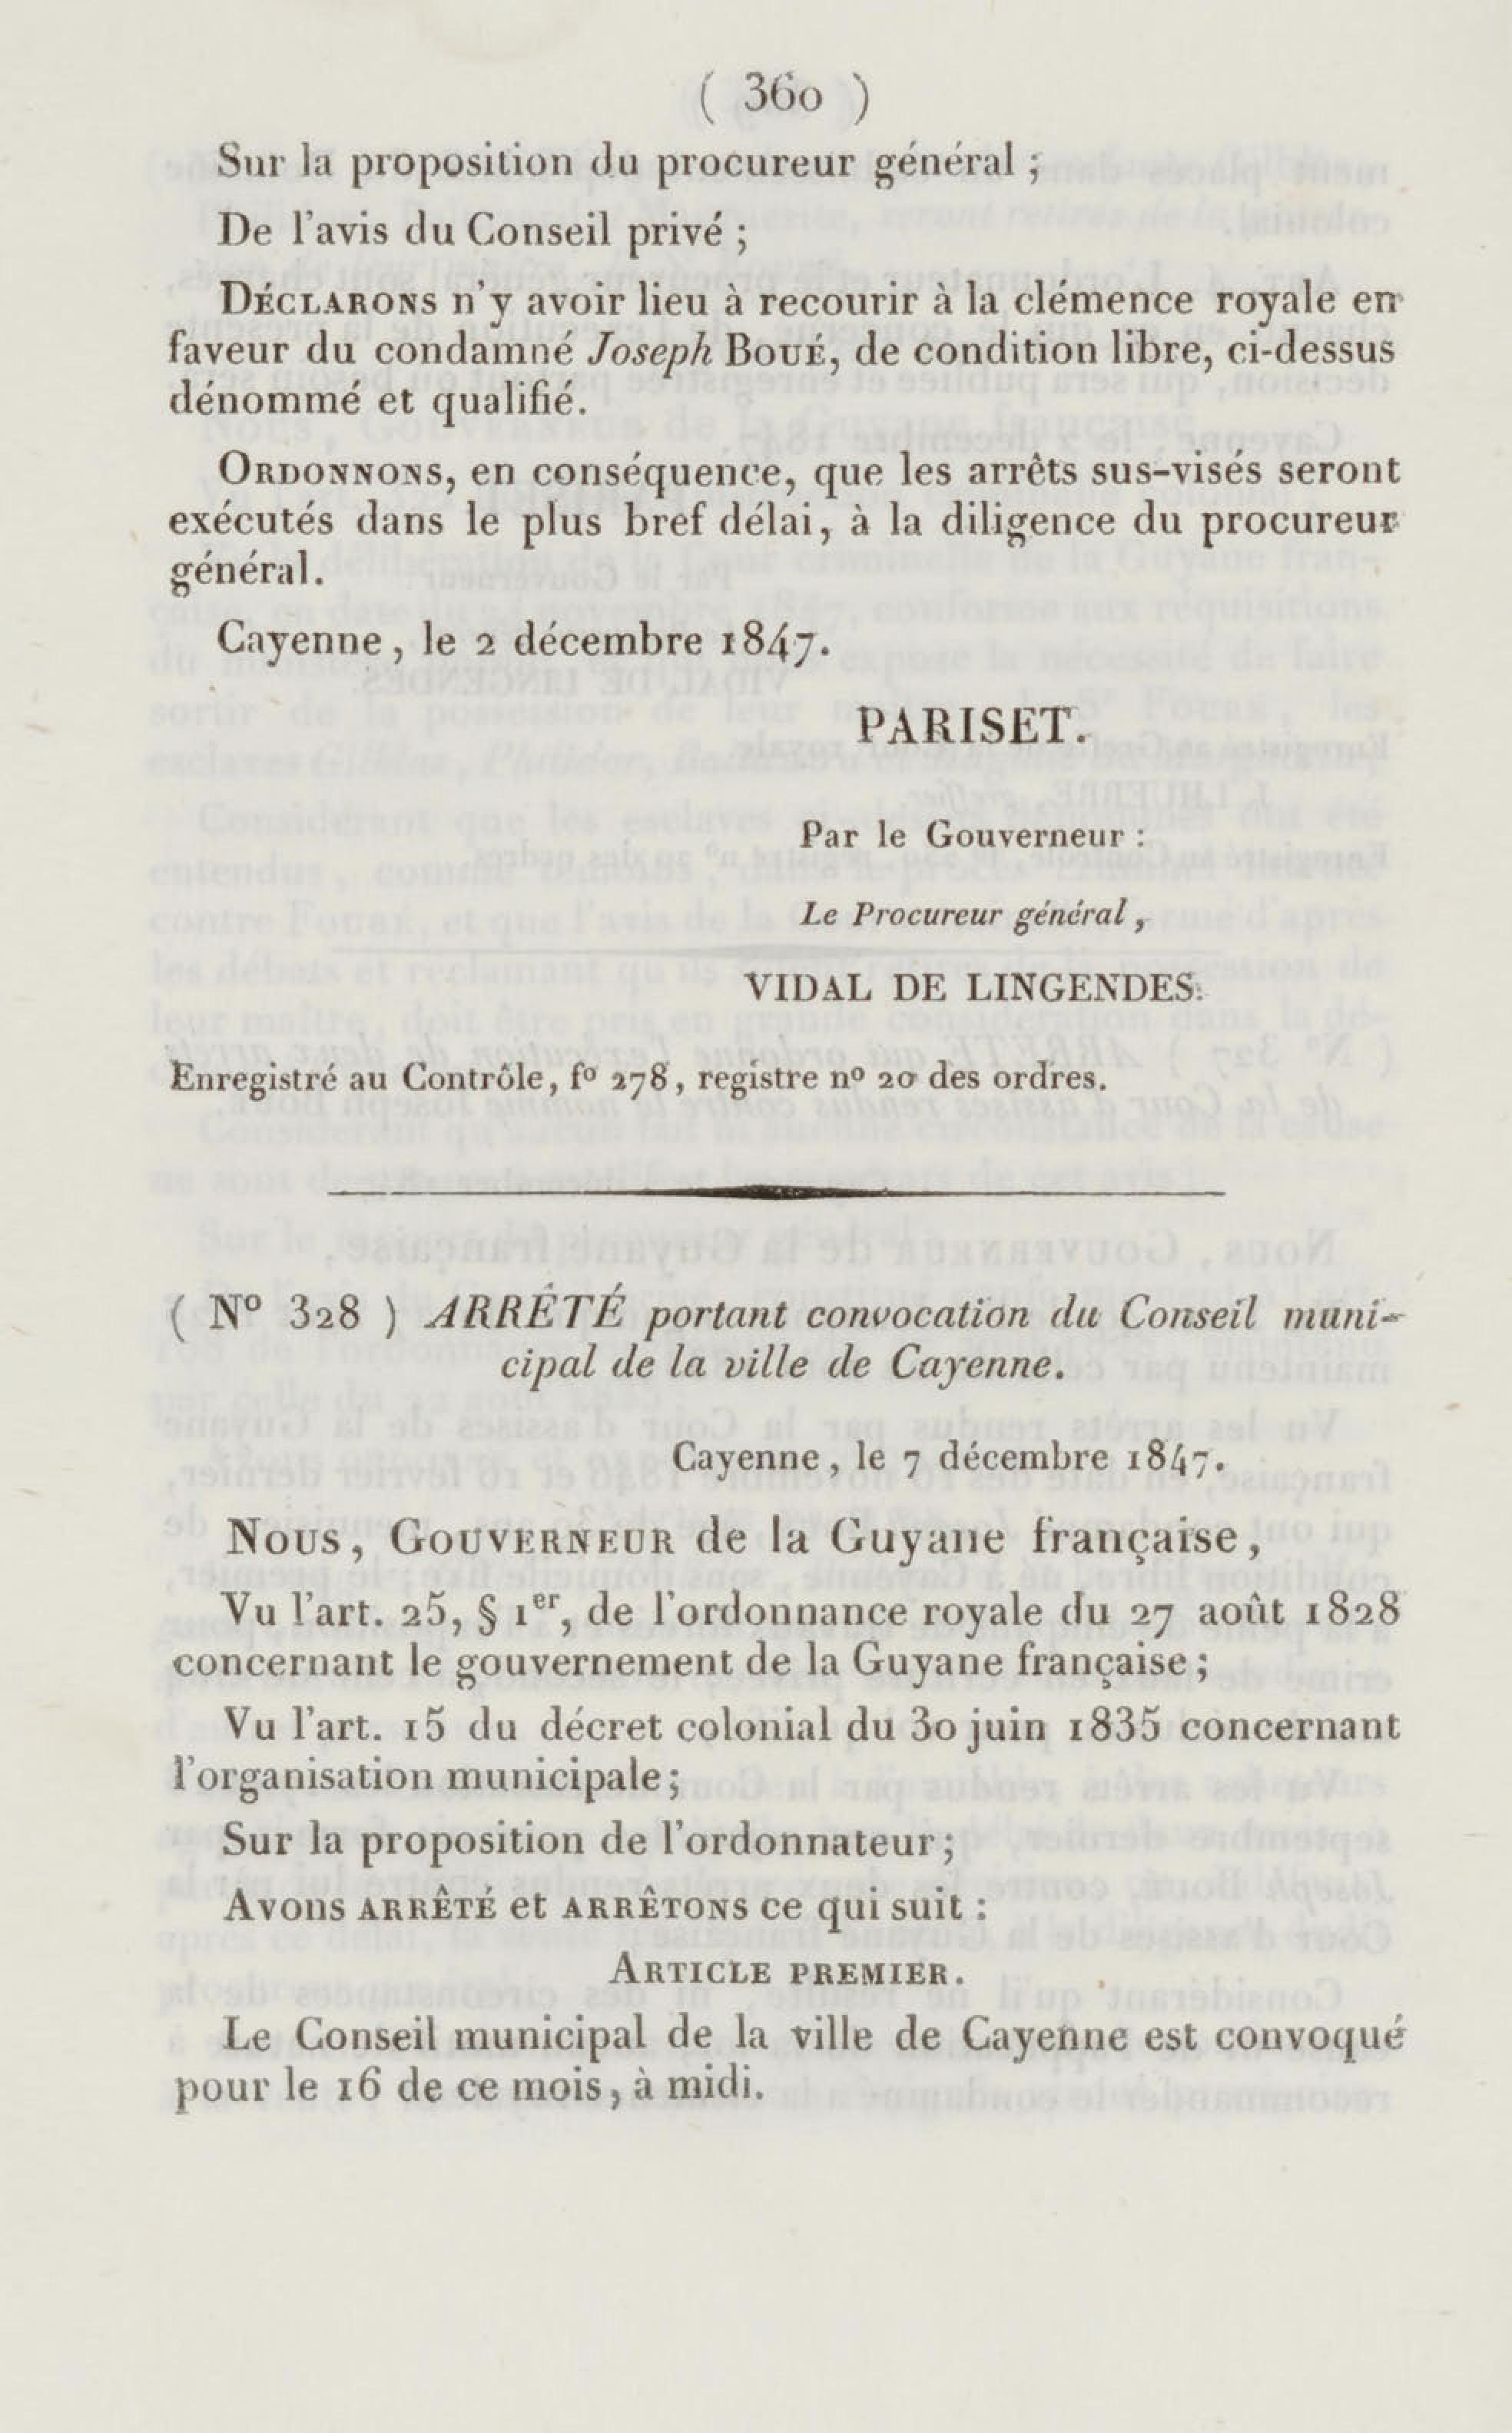 ( 360 )
Sur la proposition du procureur général ;
De l'avis du Conseil privé ;
DÉCLARONS n'y avoir lieu à recourir à la clémence royale en
faveur du condamné Joseph BOUÉ, de condition libre, ci-dessus
dénommé et qualifié.
ORDONNONS, en conséquence, que les arrêts sus-visés seront
exécutés dans le plus bref délai, à la diligence du procureur
général.
Cayenne, le 2 décembre 1847.
PARISET.
Par le Gouverneur :
Le Procureur général,
VIDAL DE LINGENDES.
Enregistré au Contrôle, fº 278, registre nº 20 des ordres.
( Nº 328 ) ARRÊTÉ portant convocation du Conseil muni-
cipal de la ville de Cayenne.
Cayenne, le 7 décembre 1847.
NOUS, GOUVERNEUR de la Guyane française,
Vu l'art. 25, § 1er, de l'ordonnance royale du 27 août 1828
concernant le gouvernement de la Guyane française ;
Vu l'art. 15 du décret colonial du 30 juin 1835 concernant
l'organisation municipale ;
Sur la proposition de l'ordonnateur ;
Avons ARRÊTÉ et ARRÊTONS ce qui suit :
ARTICLE PREMIER.
Le Conseil municipal de la ville de Cayenne est convoqué
pour le 16 de ce mois, à midi.